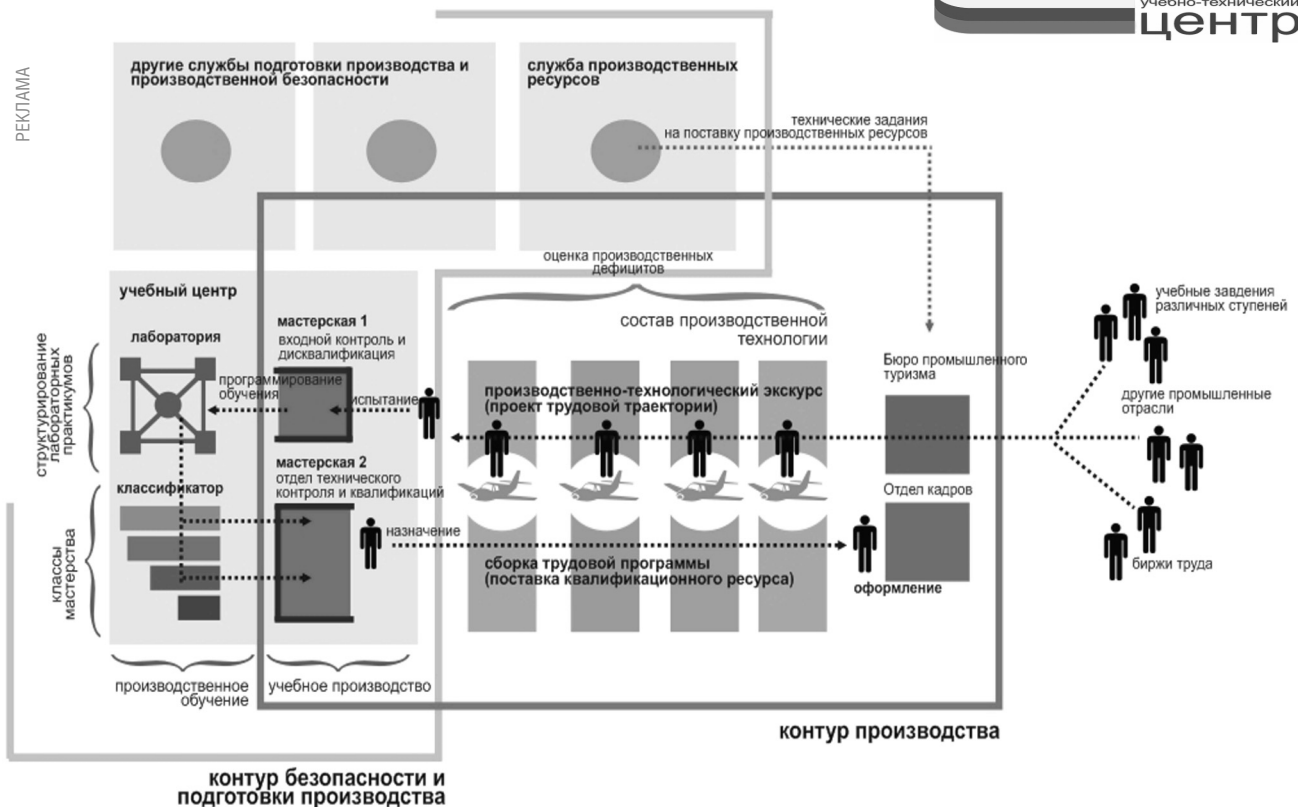 учебно-технический
центр
РЕКЛАМА
другие службы подготовки производства и
производственной безопасности
служба производственных
ресурсов
технические задания
на поставку производственных ресурсов
оценка производственных
дефицитов
учебный центр
лаборатория
мастерская 1
входной контроль и
дисквалификация
программирование
обучения
испытание
структурирование
лабораторных
практикумов
состав производственной
технологии
производственно-технологический экскурс
(проект трудовой траектории)
Бюро промышленного
туризма
учебные завдения
различных ступеней
другие промышленные
отрасли
биржи труда
классификатор
классы
мастерства
мастерская 2
отдел технического
контроля и квалификаций
назначение
сборка трудовой программы
(поставка квалификационного ресурса)
Отдел кадров
оформление
производственное
обучение
учебное производство
контур производства
контур безопасности и
подготовки производства